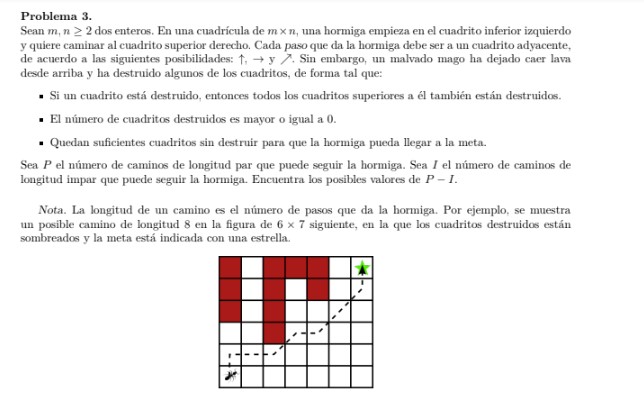 Problema 3.
Sean m, n ≥ 2 dos enteros. En una cuadrícula de m × n, una hormiga empieza en el cuadrito inferior izquierdo
y quiere caminar al cuadrito superior derecho. Cada paso que da la hormiga debe ser a un cuadrito adyacente,
de acuerdo a las siguientes posibilidades: ↑, → y ↗. Sin embargo, un malvado mago ha dejado caer lava
desde arriba y ha destruido algunos de los cuadritos, de forma tal que:
▪ Si un cuadrito está destruido, entonces todos los cuadritos superiores a él también están destruidos.
▪ El número de cuadritos destruidos es mayor o igual a 0.
▪ Quedan suficientes cuadritos sin destruir para que la hormiga pueda llegar a la meta.
Sea P el número de caminos de longitud par que puede seguir la hormiga. Sea I el número de caminos de
longitud impar que puede seguir la hormiga. Encuentra los posibles valores de P − I.
Nota. La longitud de un camino es el número de pasos que da la hormiga. Por ejemplo, se muestra
un posible camino de longitud 8 en la figura de 6 × 7 siguiente, en la que los cuadritos destruidos están
sombreados y la meta está indicada con una estrella.